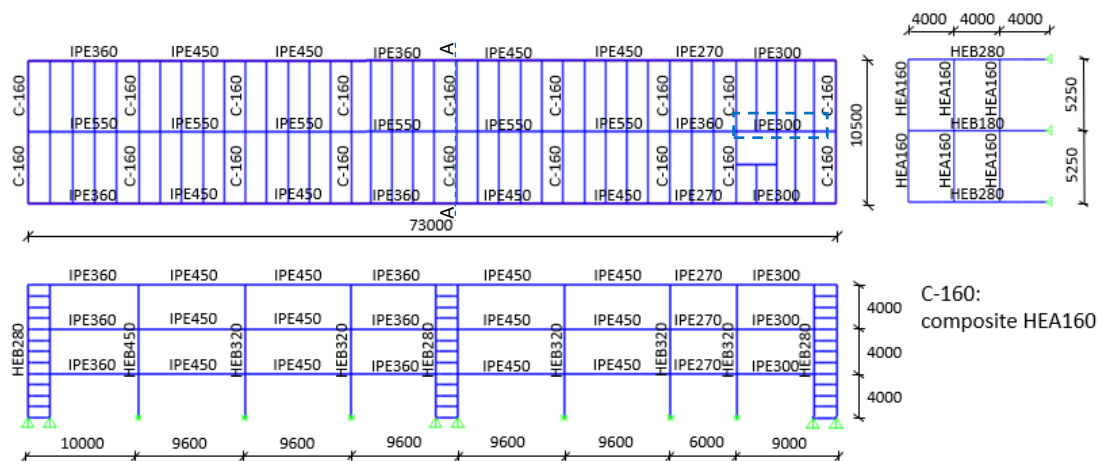 IPE360 IPE450 IPE450 IPE360 A IPE450 IPE450 IPE270 IPE300
C-160 C-160 C-160 C-160 C-160 C-160 C-160 C-160
IPE550 IPE550 IPE550 IPE550 IPE550 IPE550 IPE360 IPE300
C-160 C-160 C-160 C-160 C-160 C-160 C-160 C-160
IPE360 IPE450 IPE450 IPE360 A IPE450 IPE450 IPE270 IPE300
10500
73000
4000 4000 4000
HEB280
HEA160 HEA160 HEA160
5250
HEB180
HEA160 HEA160 HEA160
5250
HEB280
IPE360 IPE450 IPE450 IPE360 IPE450 IPE450 IPE270 IPE300
4000
IPE360 IPE450 IPE450 IPE360 IPE450 IPE450 IPE270 IPE300
4000
HEB280 HEB450 HEB320 HEB320 HEB280 HEB320 HEB320 HEB320 HEB280
IPE360 IPE450 IPE450 IPE360 IPE450 IPE450 IPE270 IPE300
4000
10000 9600 9600 9600 9600 9600 6000 9000
C-160:
composite HEA160